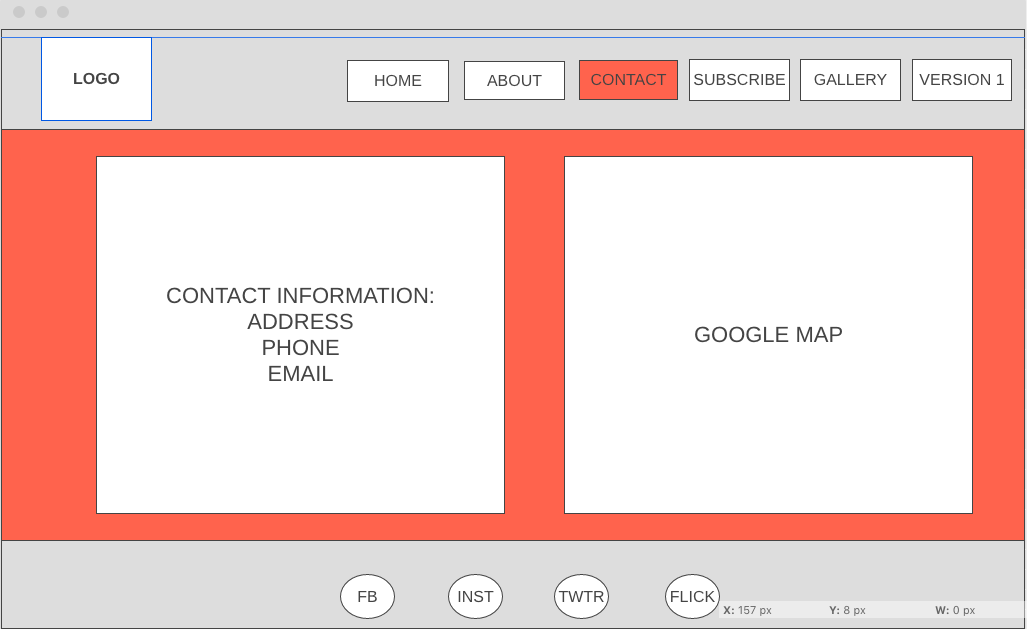 LOGO
HOME
ABOUT
CONTACT
SUBSCRIBE
GALLERY
VERSION 1
CONTACT INFORMATION:
ADDRESS
PHONE
EMAIL
GOOGLE MAP
FB
INST
TWTR
FLICK
X: 157 px
Y: 8 px
W: 0 px